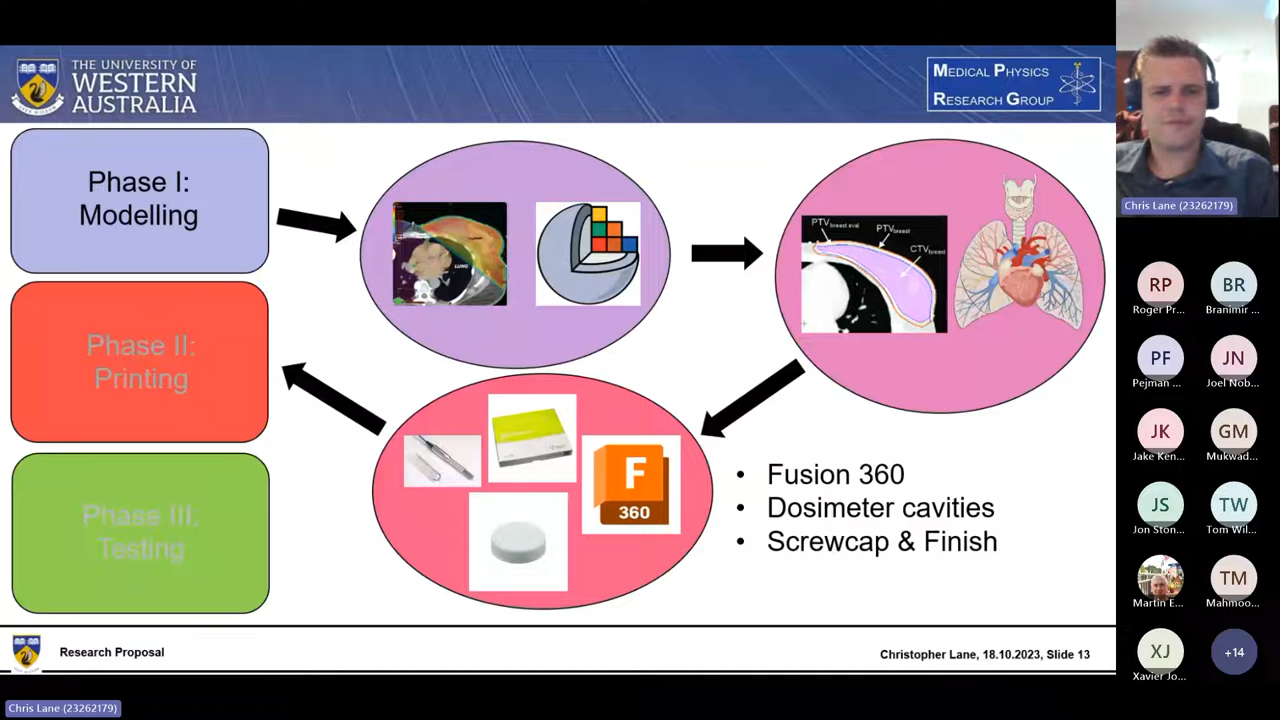 THE UNIVERSITY OF
WESTERN
AUSTRALIA
MEDICAL PHYSICS
RESEARCH GROUP
Phase I:
Modelling
LUNG
PTV breast eval
PTV breast
CTV breast
Phase II:
Printing
F
360
Phase III:
Testing
• Fusion 360
• Dosimeter cavities
• Screwcap & Finish
Research Proposal
Christopher Lane, 18.10.2023, Slide 13
Chris Lane (23262179)
Chris Lane (23262179)
RP
BR
Roger Pr...
Branimir ...
PF
JN
Pejman ...
Joel Nob...
JK
GM
Jake Ken...
Mukwad...
JS
TW
Jon Ston...
Tom Wil...
TM
Martin E...
Mahmoo...
XJ
+14
Xavier Jo...